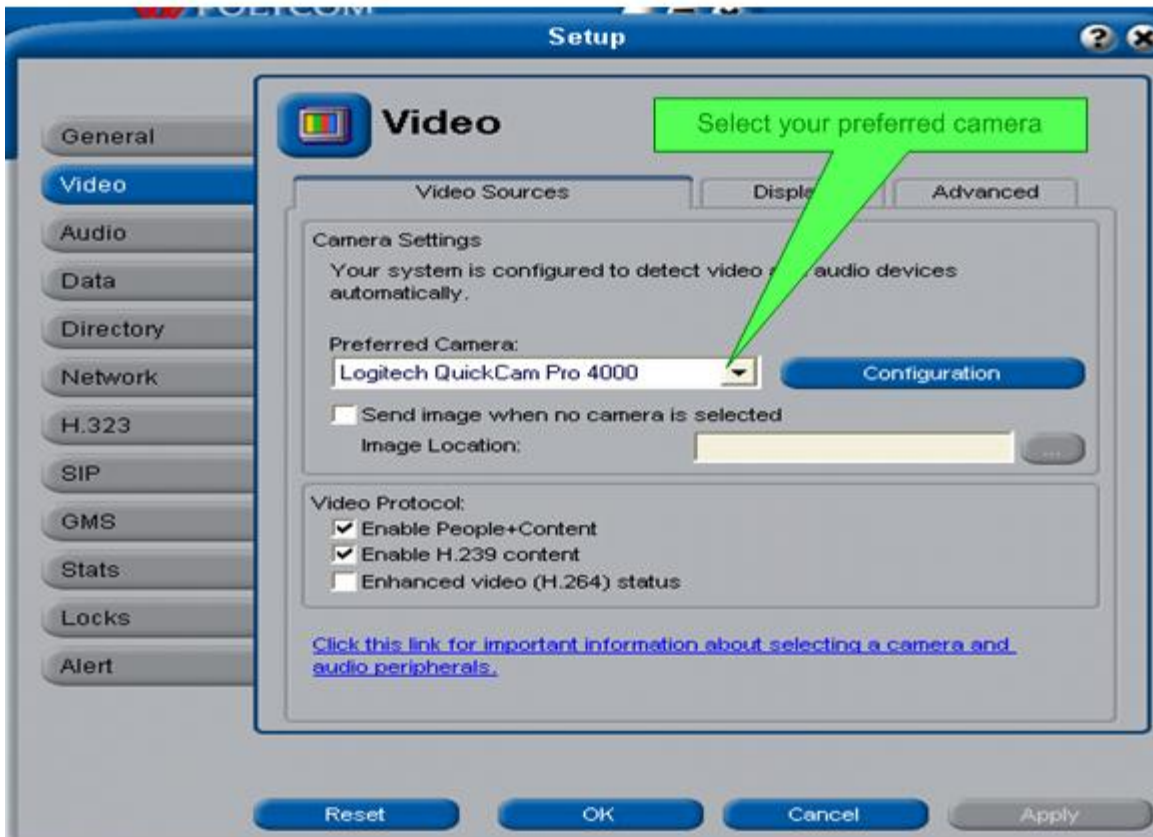 POLYCOM
Setup
General
Video
Audio
Data
Directory
Network
H.323
SIP
GMS
Stats
Locks
Alert
Video
Select your preferred camera
Video Sources
Advanced
Camera Settings
Your system is configured to detect video audio devices
automatically.
Preferred Camera:
Logitech QuickCam Pro 4000
Configuration
Send image when no camera is selected
Image Location:
...
Video Protocol:
Enable People+Content
Enable H.239 content
Enhanced video (H.264) status
Click this link for important information about selecting a camera and
audio peripherals.
Reset
OK
Cancel
Apply